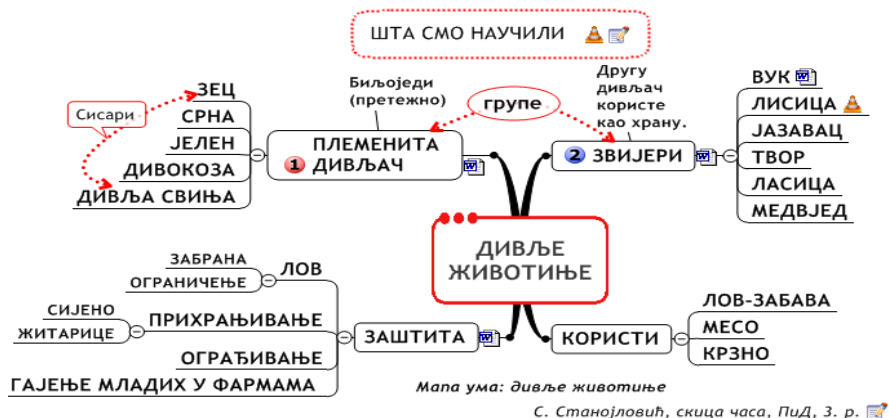 ШТА СМО НАУЧИЛИ
Биљоједи
(претежно)
групе
Другу
дивљач
користе
као храну.
Сисари
ЗЕЦ
СРНА
ЈЕЛЕН
ДИВОКОЗА
ДИВЉА СВИЊА
1 ПЛЕМЕНИТА
ДИВЉАЧ
2 ЗВИЈЕРИ
ВУК
ЛИСИЦА
ЈАЗАВАЦ
ТВОР
ЛАСИЦА
МЕДВЈЕД
ДИВЉЕ
ЖИВОТИЊЕ
ЗАБРАНА
ОГРАНИЧЕЊЕ
ЛОВ
СИЈЕНО
ЖИТАРИЦЕ
ПРИХРАЊИВАЊЕ
ОГРАЂИВАЊЕ
ГАЈЕЊЕ МЛАДИХ У ФАРМАМА
ЗАШТИТА
КОРИСТИ
ЛОВ-ЗАБАВА
МЕСО
КРЗНО
Мапа ума: дивље животиње
С. Станојловић, скица часа, ПиД, 3. р.